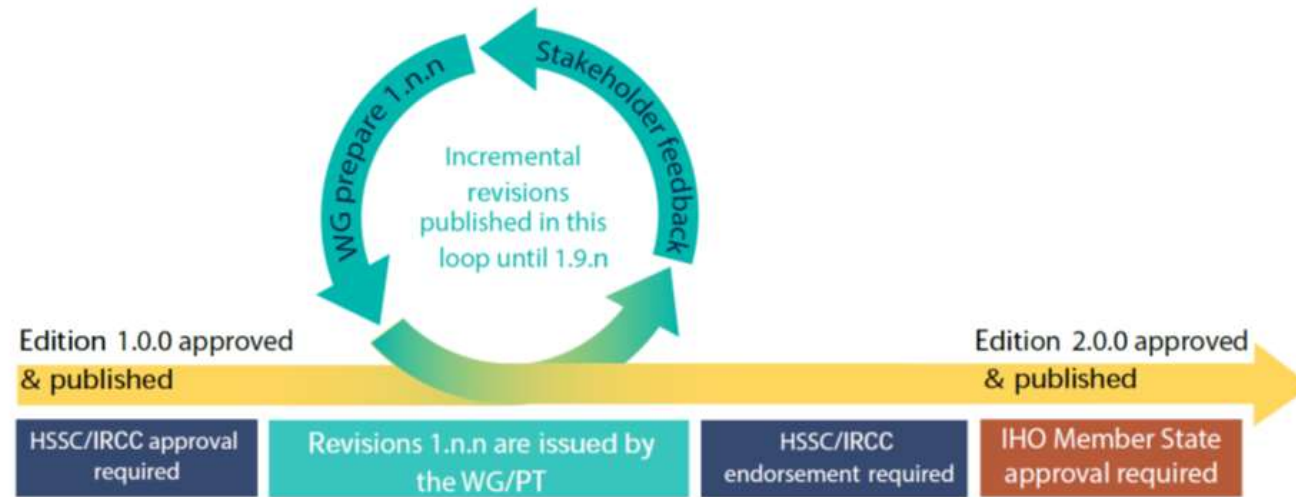 WG prepare 1.n.n
Stakeholder feedback
Incremental
revisions
published in this
loop until 1.9.n
Edition 1.0.0 approved
& published
Edition 2.0.0 approved
& published
HSSC/IRCC approval
required
Revisions 1.n.n are issued by
the WG/PT
HSSC/IRCC
endorsement required
IHO Member State
approval required